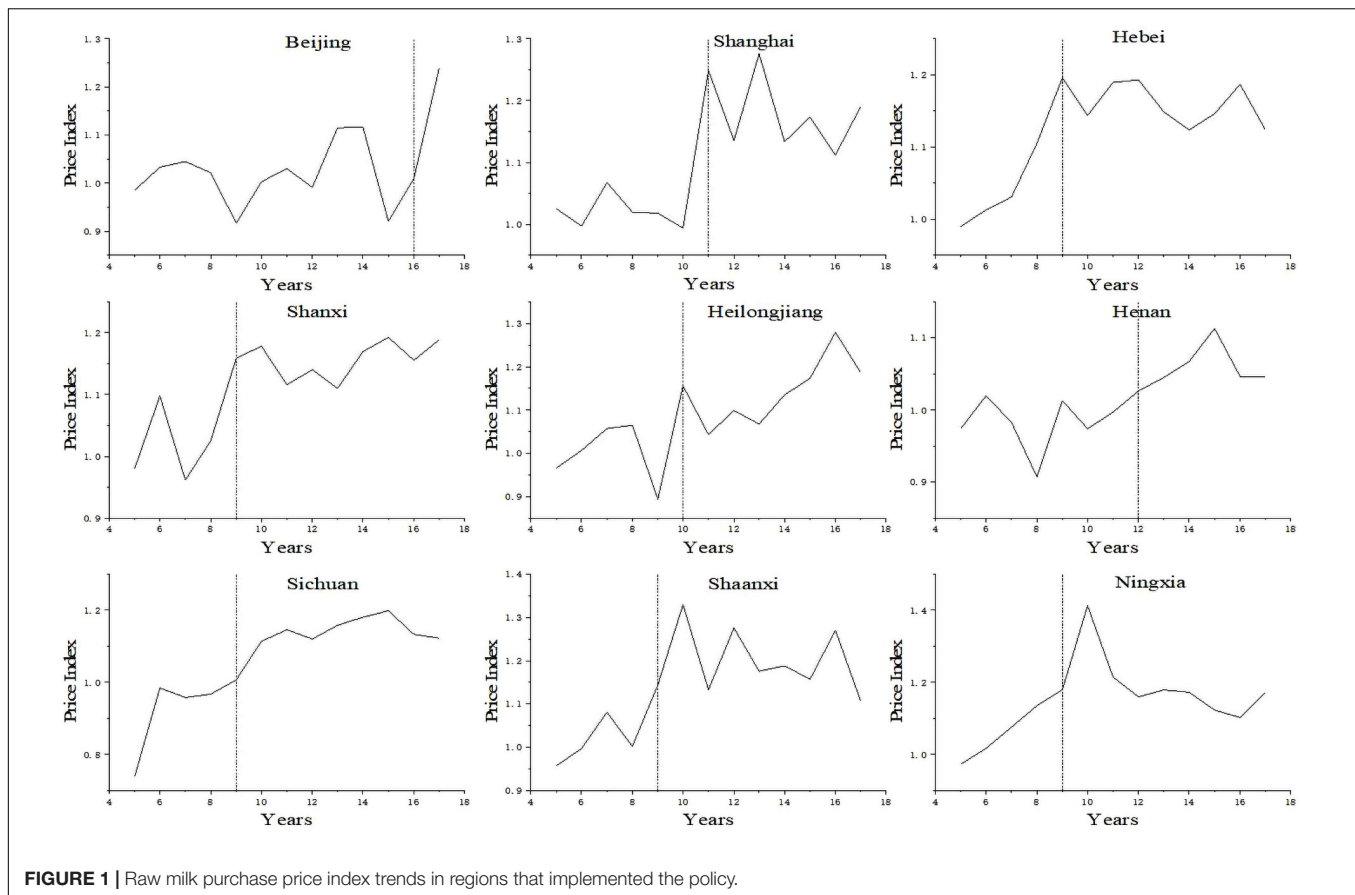 Beijing
1.3
1.2
1.1
1.0
0.9
Price Index
4 6 8 10 12 14 16 18
Years
Shanghai
1.3
1.2
1.1
1.0
Price Index
4 6 8 10 12 14 16 18
Years
Hebei
1.2
1.1
1.0
Price Index
4 6 8 10 12 14 16 18
Years
Shanxi
1.2
1.1
1.0
0.9
Price Index
4 6 8 10 12 14 16 18
Years
Heilongjiang
1.3
1.2
1.1
1.0
0.9
Price Index
4 6 8 10 12 14 16 18
Years
Henan
1.1
1.0
0.9
Price Index
4 6 8 10 12 14 16 18
Years
Sichuan
1.2
1.0
0.8
Price Index
4 6 8 10 12 14 16 18
Years
Shaanxi
1.4
1.3
1.2
1.1
1.0
0.9
Price Index
4 6 8 10 12 14 16 18
Years
Ningxia
1.4
1.2
1.0
Price Index
4 6 8 10 12 14 16 18
Years
FIGURE 1 | Raw milk purchase price index trends in regions that implemented the policy.